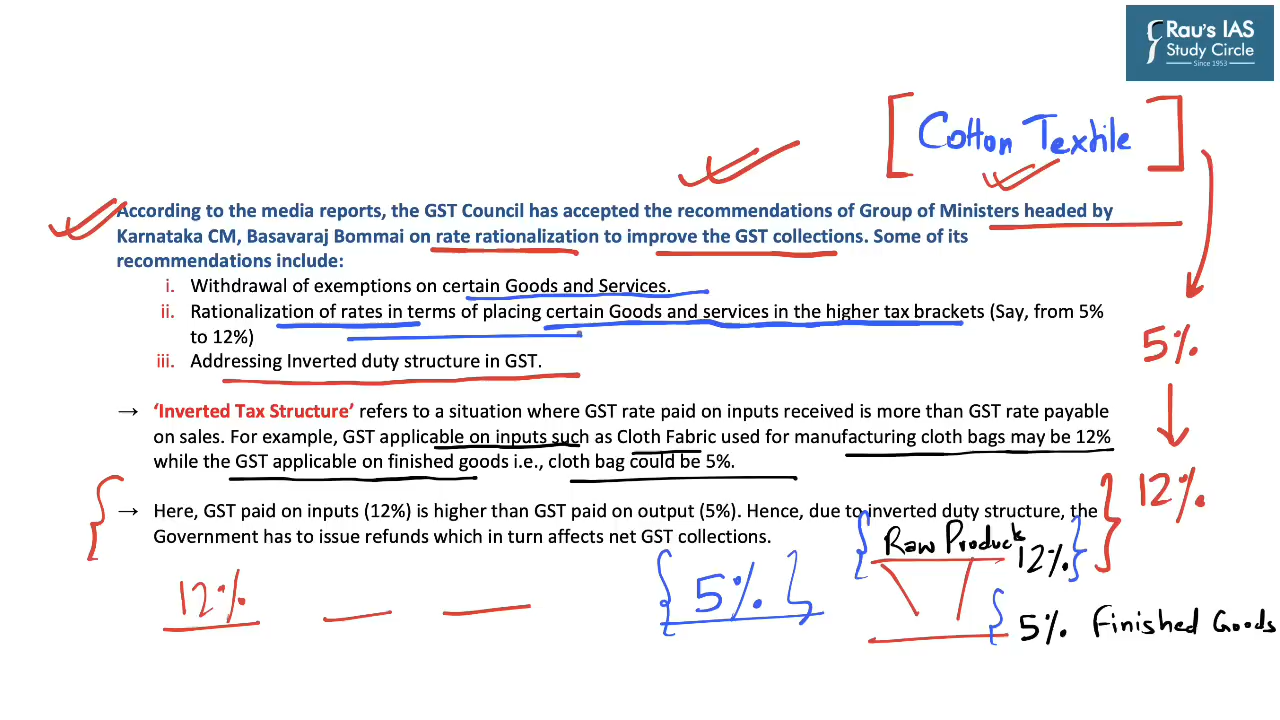 Rau's IAS
Study Circle
Since 1953
Cotton Textile
According to the media reports, the GST Council has accepted the recommendations of Group of Ministers headed by
Karnataka CM, Basavaraj Bommai on rate rationalization to improve the GST collections. Some of its
recommendations include:
i. Withdrawal of exemptions on certain Goods and Services.
ii. Rationalization of rates in terms of placing certain Goods and services in the higher tax brackets (Say, from 5%
to 12%)
iii. Addressing Inverted duty structure in GST.
5%
→ 'Inverted Tax Structure' refers to a situation where GST rate paid on inputs received is more than GST rate payable
on sales. For example, GST applicable on inputs such as Cloth Fabric used for manufacturing cloth bags may be 12%
while the GST applicable on finished goods i.e., cloth bag could be 5%.
12%
→ Here, GST paid on inputs (12%) is higher than GST paid on output (5%). Hence, due to inverted duty structure, the
Government has to issue refunds which in turn affects net GST collections.
Raw Products 12%
12%
5%
5% Finished Goods